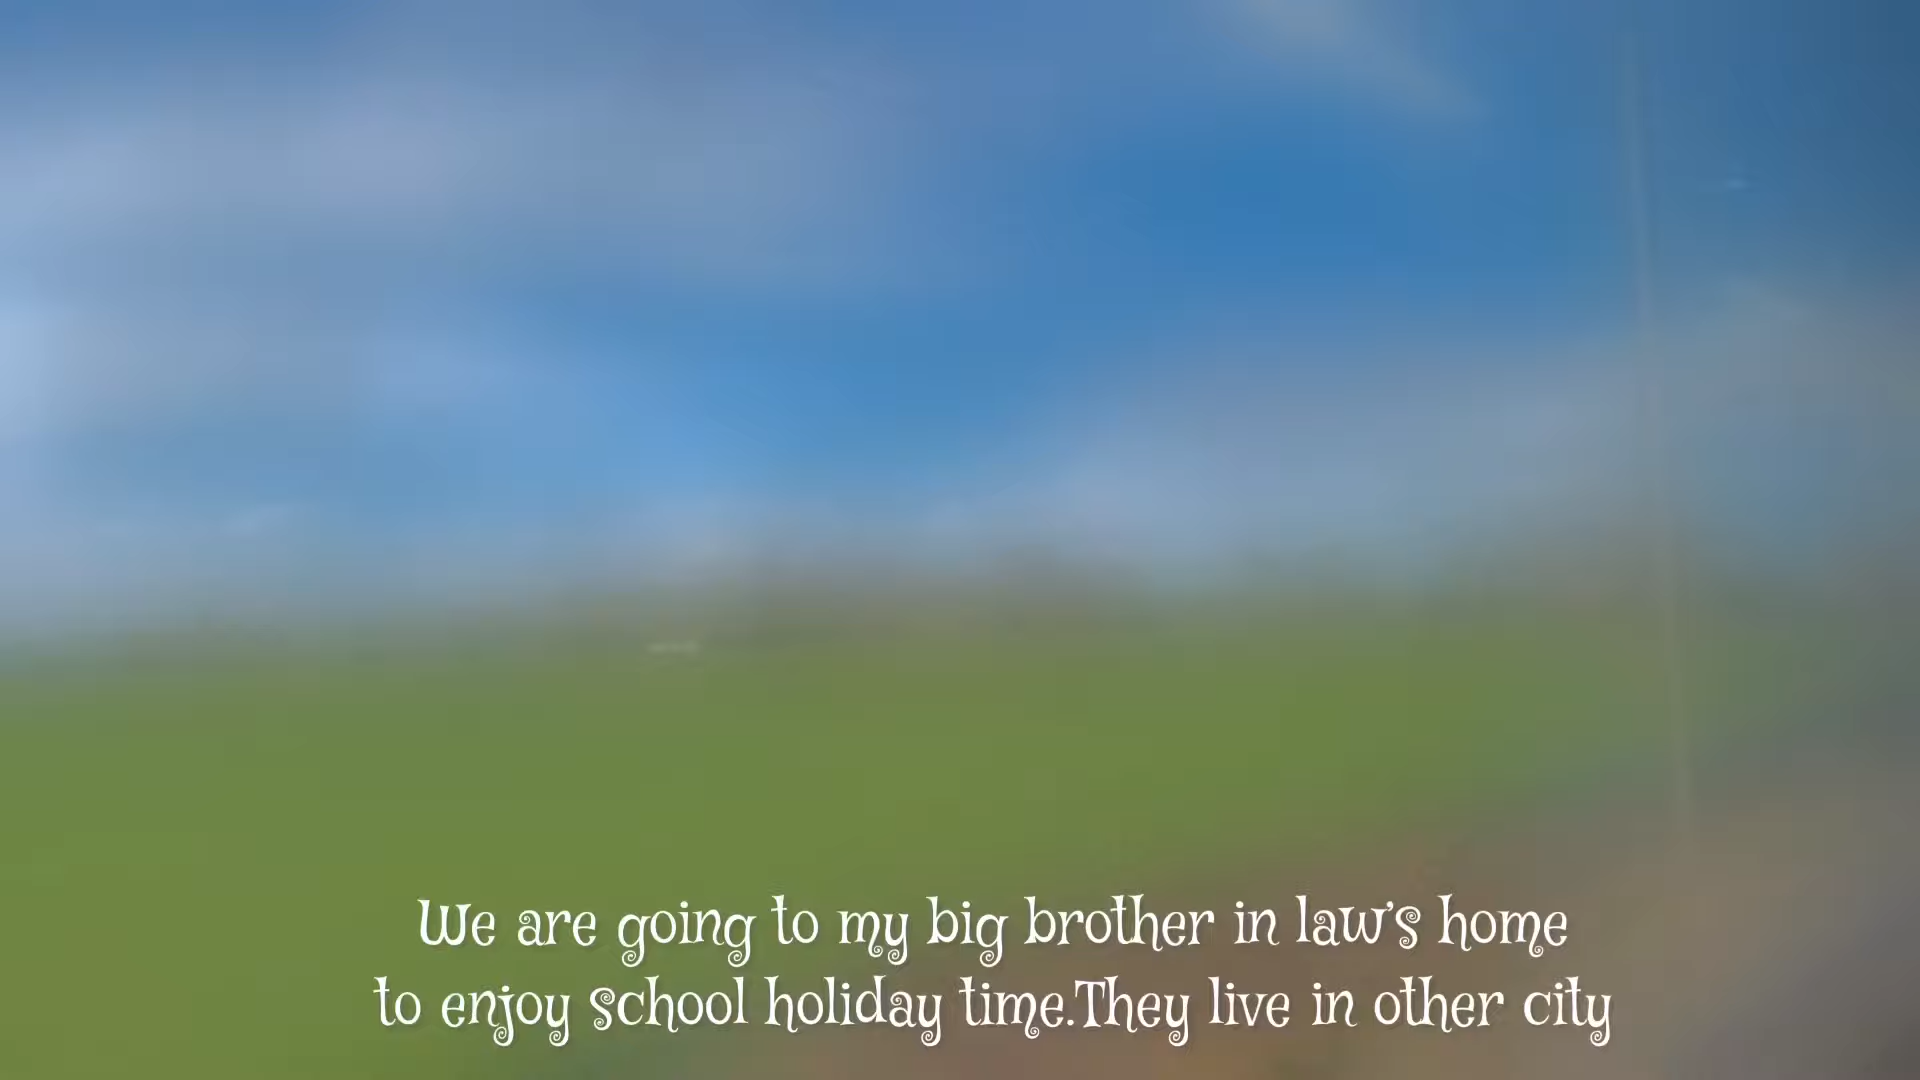 We are going to my big brother in law's home
to enjoy school holiday time.They live in other city